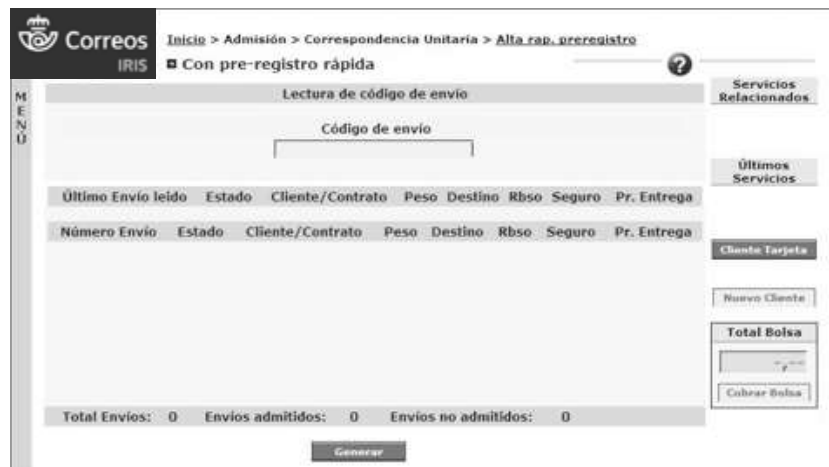 Correos
IRIS
Inicio > Admisión > Correspondencia Unitaria > Alta rap. preregistro
Con pre-registro rápida
?
MENÚ
Lectura de código de envío
Código de envío
Último Envío leido Estado Cliente/Contrato Peso Destino Rbso Seguro Pr. Entrega
Número Envío Estado Cliente/Contrato Peso Destino Rbso Seguro Pr. Entrega
Total Envíos: 0 Envíos admitidos: 0 Envíos no admitidos: 0
Generar
Servicios
Relacionados
Últimos
Servicios
Cliente Tarjeta
Nuevo Cliente
Total Bolsa
-,--
Cobrar Bolsa